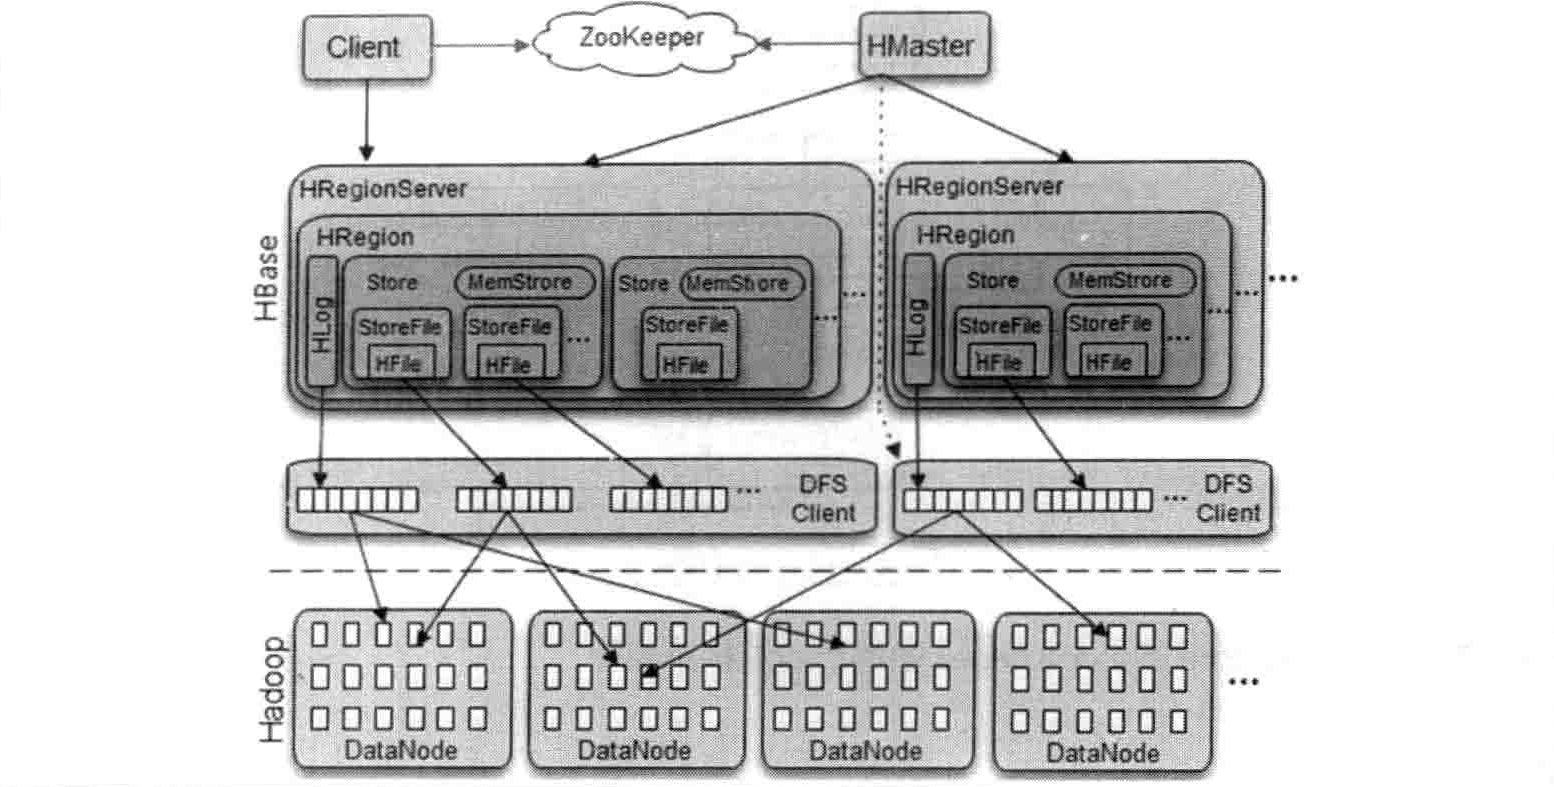 Client
ZooKeeper
HMaster
HBase
HRegionServer
HRegion
HLog
Store
MemStrore
StoreFile
HFile
StoreFile
HFile
...
Store
MemStrore
StoreFile
HFile
...
...
HRegionServer
HRegion
HLog
Store
MemStrore
StoreFile
HFile
StoreFile
HFile
...
...
...
...
...
DFS
Client
...
DFS
Client
Hadoop
DataNode
DataNode
DataNode
DataNode
...